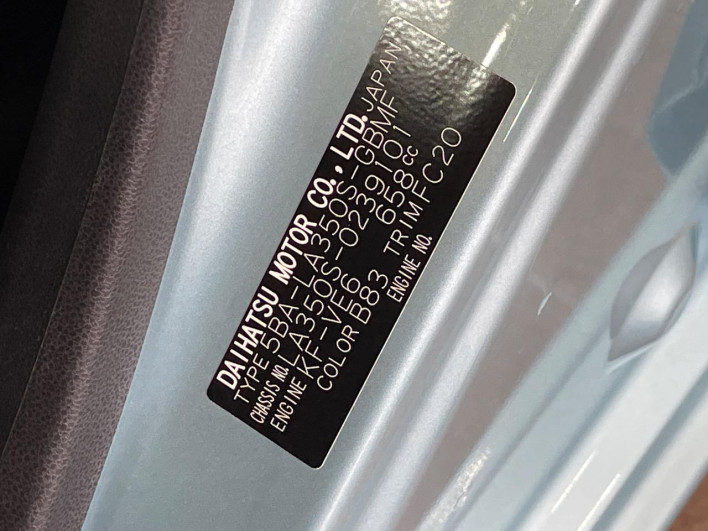 DAIHATSU MOTOR CO., LTD. JAPAN
TYPE 5BA-LA350S-GBMF
CHASSIS NO. LA350S-0239101
ENGINE KF-VE6 658cc
COLOR B83 TRIM FC20
ENGINE NO.